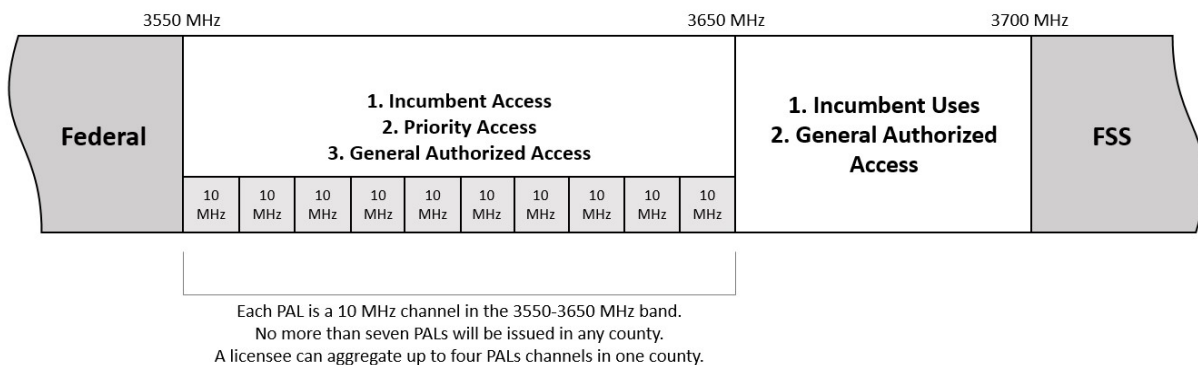 3550 MHz
3650 MHz
3700 MHz
Federal
1. Incumbent Access
2. Priority Access
3. General Authorized Access
10
MHz
10
MHz
10
MHz
10
MHz
10
MHz
10
MHz
10
MHz
10
MHz
10
MHz
10
MHz
1. Incumbent Uses
2. General Authorized
Access
FSS
Each PAL is a 10 MHz channel in the 3550-3650 MHz band.
No more than seven PALs will be issued in any county.
A licensee can aggregate up to four PALs channels in one county.